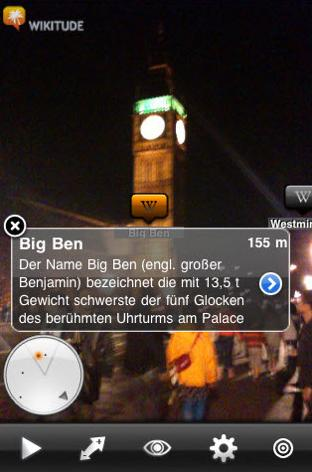 WIKITUDE
W
W
Big Ben
Westmin
Big Ben 155 m
Der Name Big Ben (engl. großer
Benjamin) bezeichnet die mit 13,5 t
Gewicht schwerste der fünf Glocken
des berühmten Uhrturms am Palace